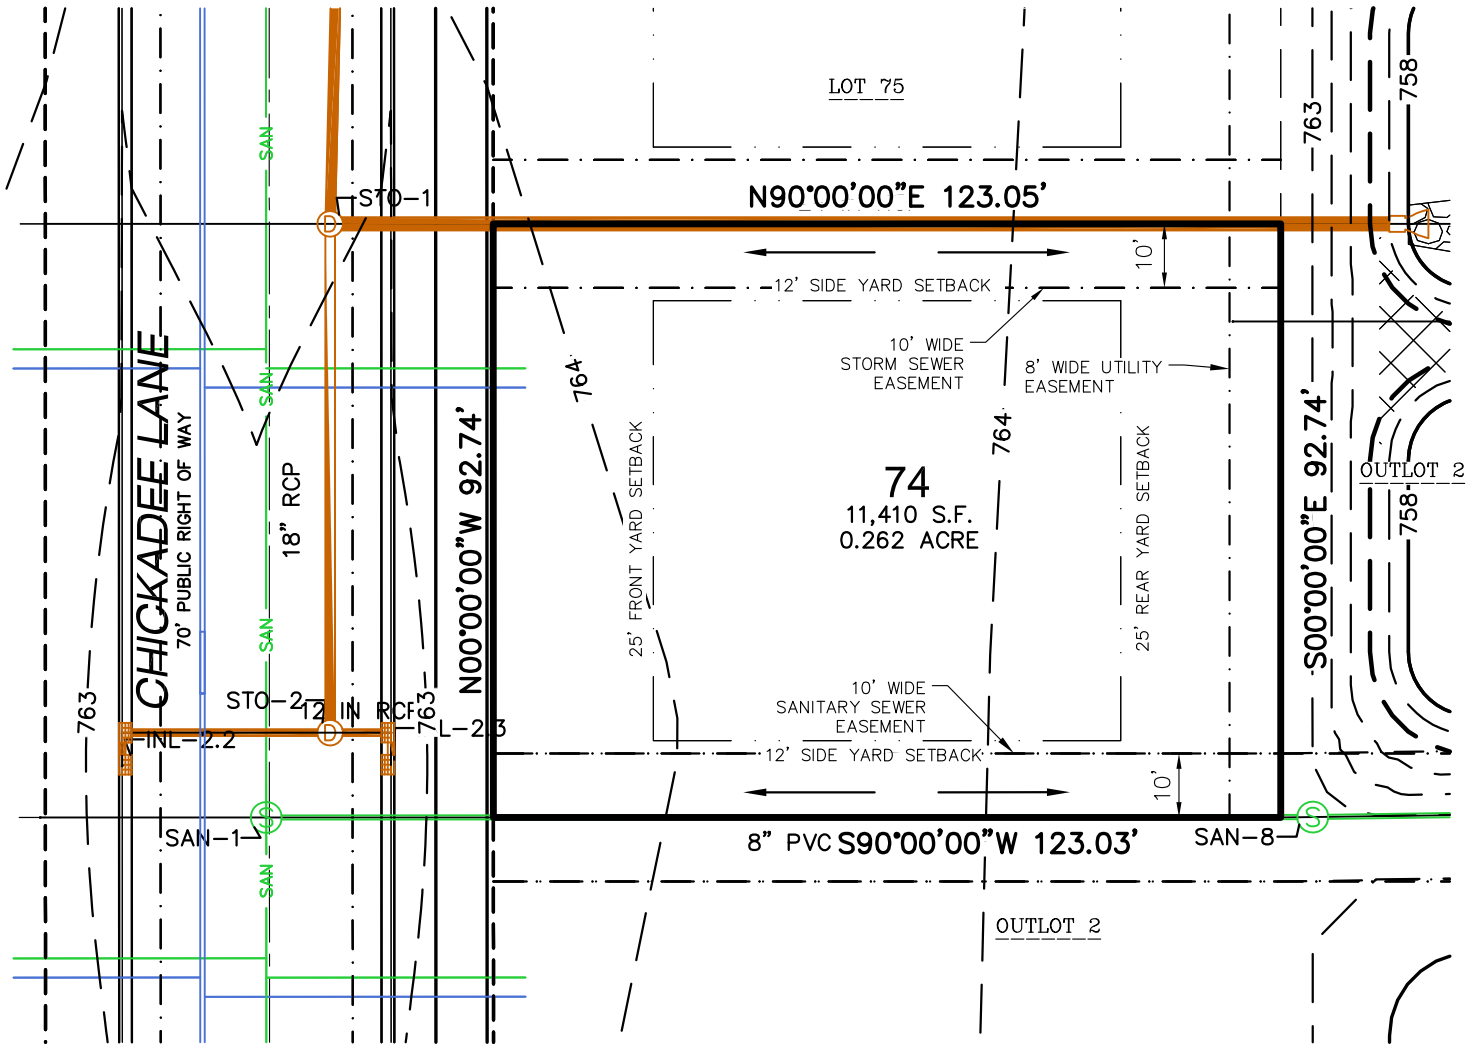 LOT 75
758
763
SAN
N90°00'00"E 123.05'
STO-1
10'
12' SIDE YARD SETBACK
10' WIDE
STORM SEWER
EASEMENT
8' WIDE UTILITY
EASEMENT
764
764
SAN
CHICKADEE LANE
70' PUBLIC RIGHT OF WAY
18" RCP
N00°00'00"W 92.74'
25' FRONT YARD SETBACK
74
11,410 S.F.
0.262 ACRE
25' REAR YARD SETBACK
S00°00'00"E 92.74'
OUTLOT 2
758
SAN
10' WIDE
SANITARY SEWER
EASEMENT
763
STO-2
12 IN RCP
763
INL-2.2
L-2.3
12' SIDE YARD SETBACK
10'
SAN-1
8" PVC
S90°00'00"W 123.03'
SAN-8
SAN
OUTLOT 2